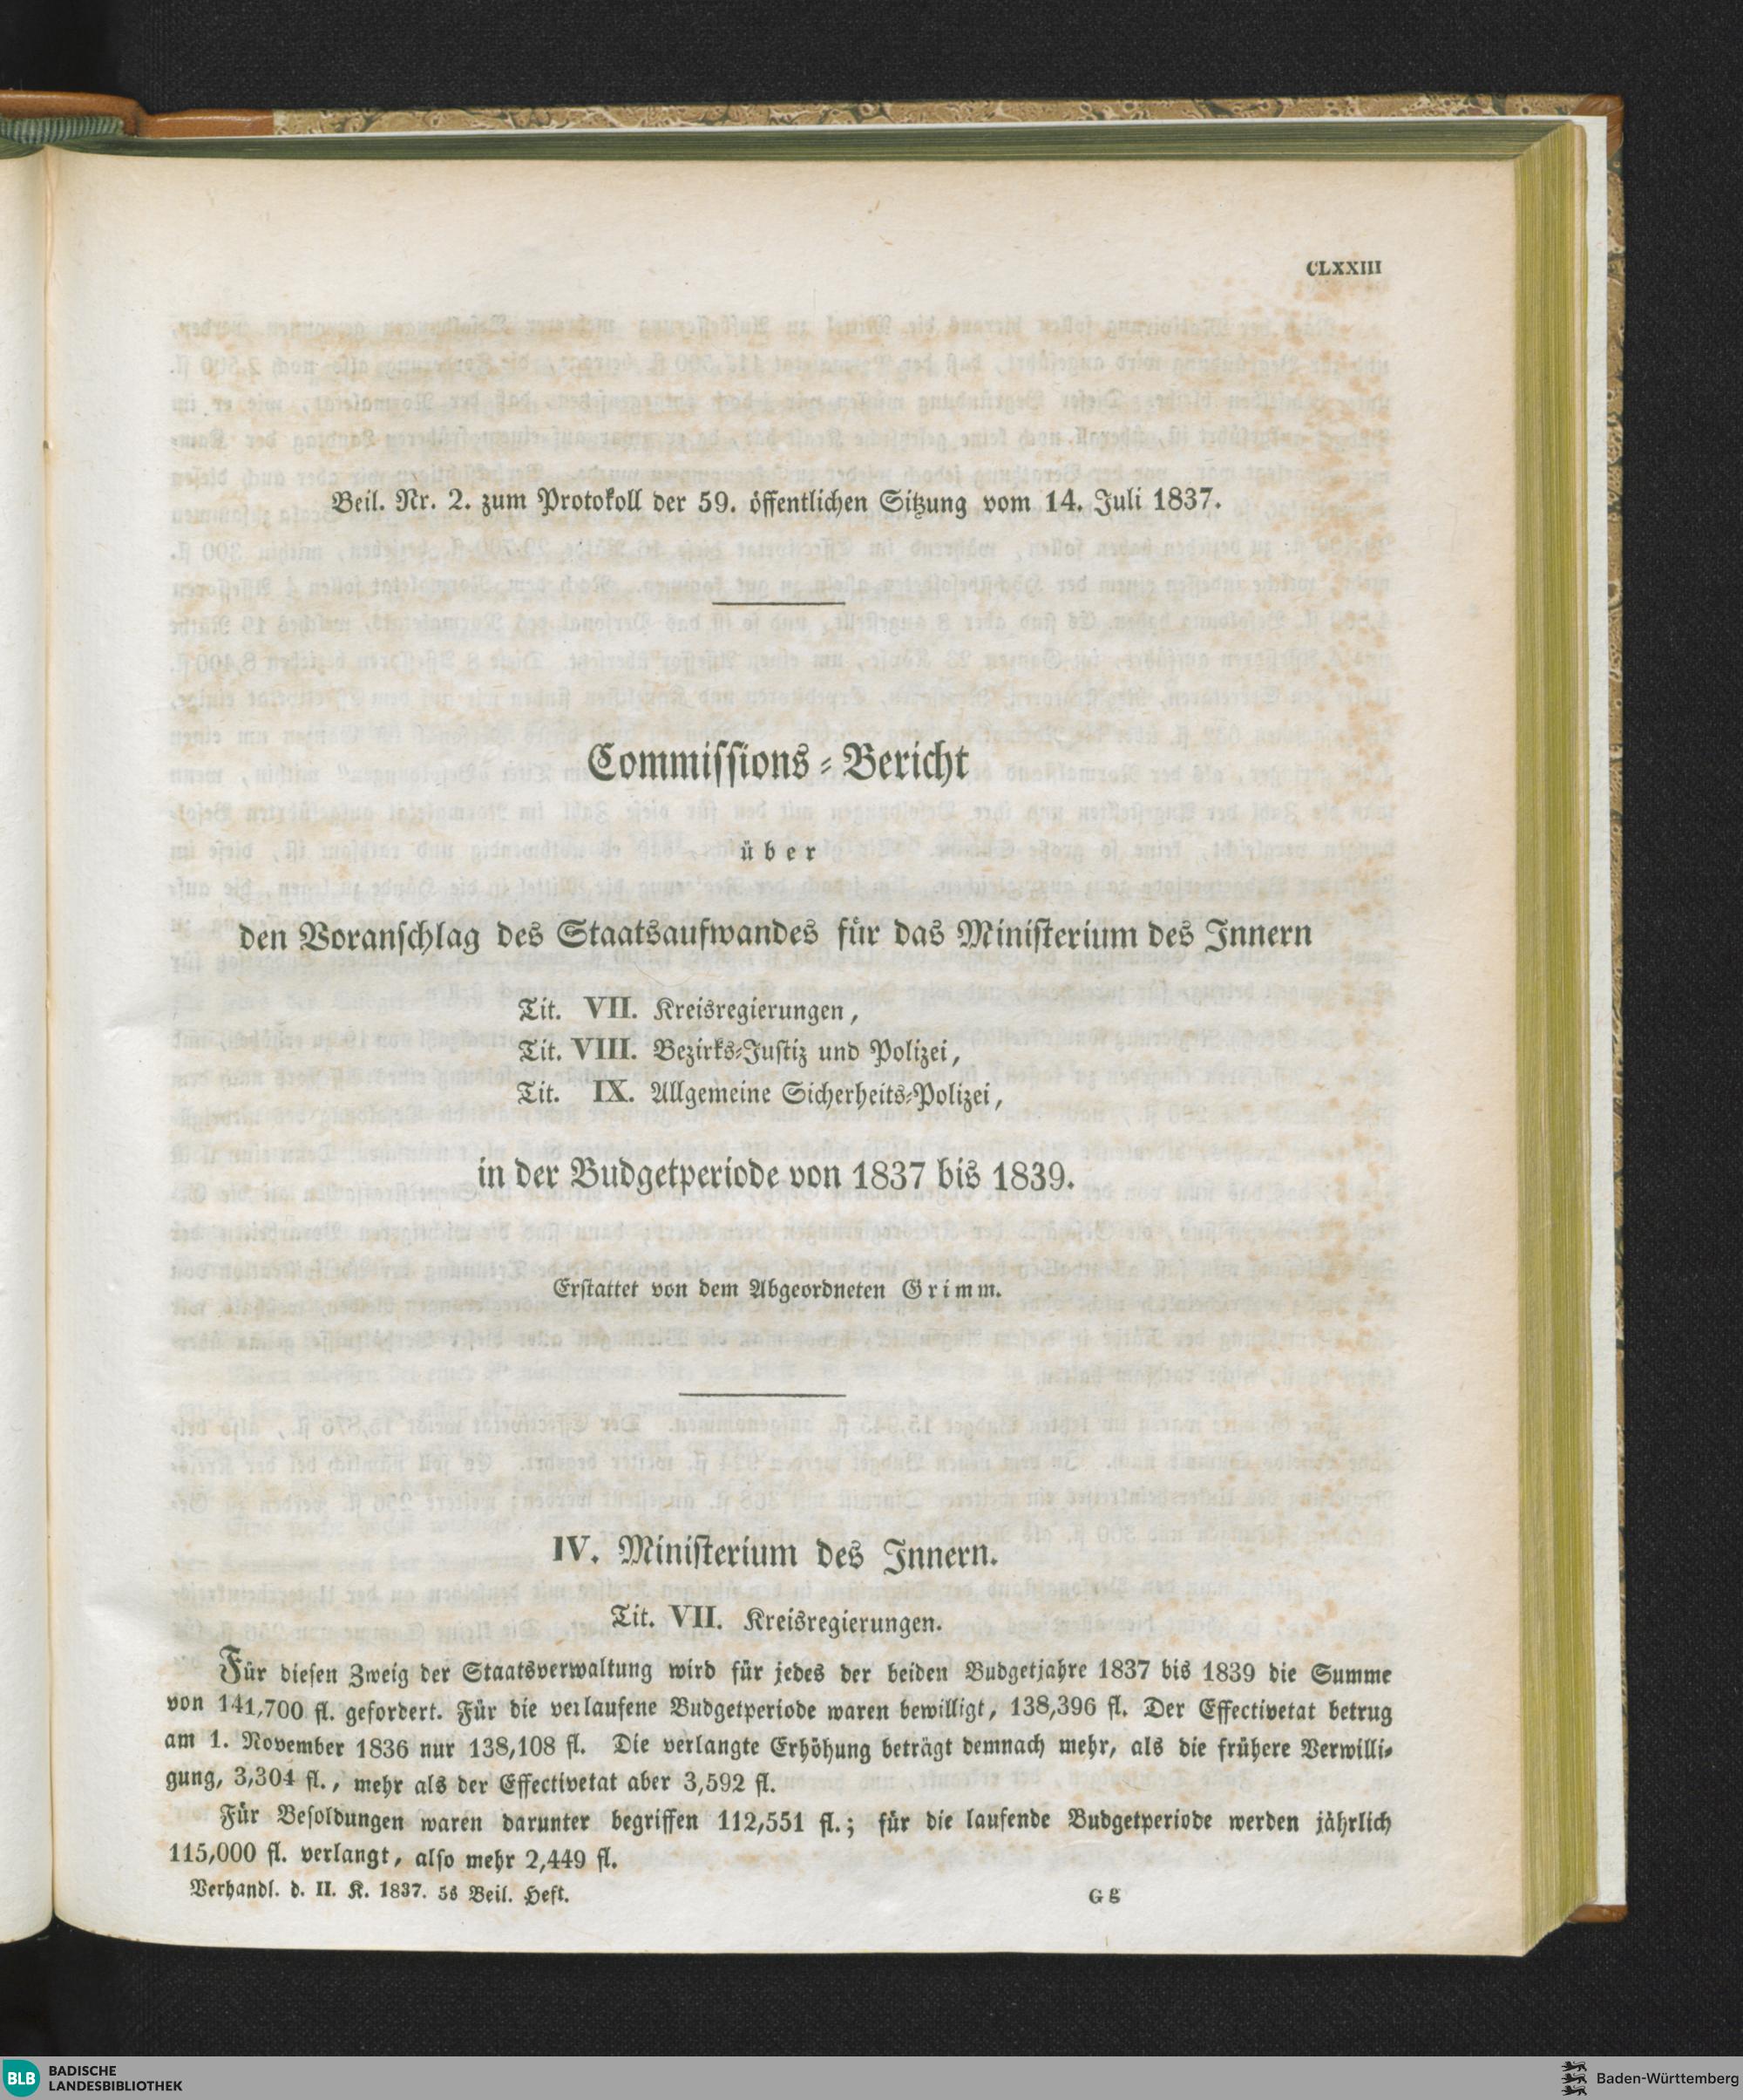 CLXXIII
Beil. Nr. 2. zum Protokoll der 59. öffentlichen Sitzung vom 14. Juli 1837.
Commiſſions-Bericht
über
den Voranſchlag des Staatsaufwandes für das Miniſterium des Innern
Tit. VII. Kreisregierungen,
Tit. VIII. Bezirks-Juſtiz und Polizei,
Tit. IX. Allgemeine Sicherheits-Polizei,
in der Budgetperiode von 1837 bis 1839.
Erſtattet von dem Abgeordneten Grimm.
IV. Miniſterium des Innern.
Tit. VII. Kreisregierungen.
Für dieſen Zweig der Staatsverwaltung wird für jedes der beiden Budgetjahre 1837 bis 1839 die Summe
von 141,700 fl. gefordert. Für die verlaufene Budgetperiode waren bewilligt, 138,396 fl. Der Effectivetat betrug
am 1. November 1836 nur 138,108 fl. Die verlangte Erhöhung beträgt demnach mehr, als die frühere Verwilli-
gung, 3,304 fl., mehr als der Effectivetat aber 3,592 fl.
Für Beſoldungen waren darunter begriffen 112,551 fl.; für die laufende Budgetperiode werden jährlich
115,000 fl. verlangt, alſo mehr 2,449 fl.
Verhandl. d. II. K. 1837. 5s Beil. Heft.
Gg
BLB BADISCHE
LANDESBIBLIOTHEK
Baden-Württemberg